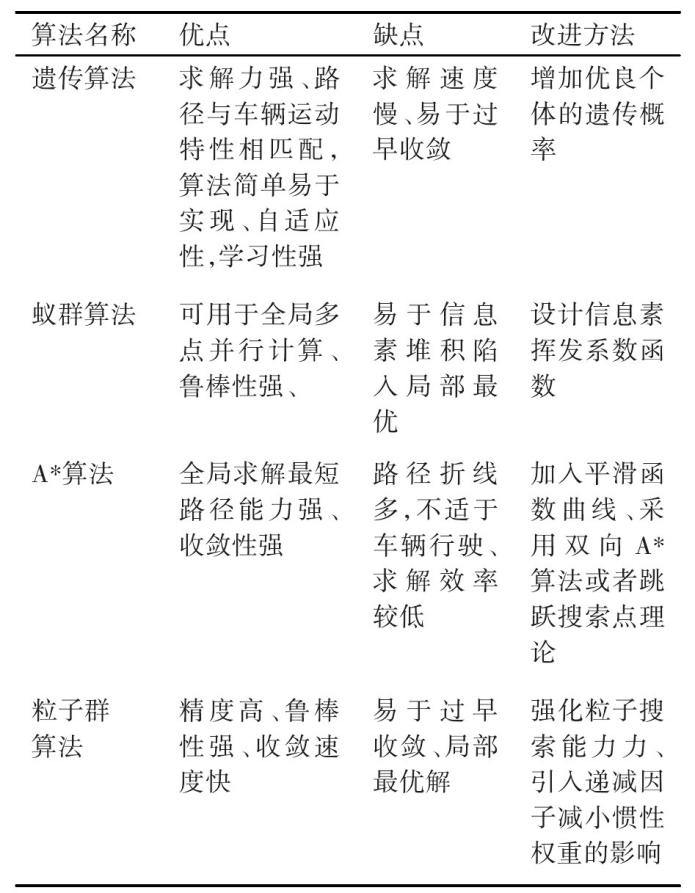 算法名称 优点 缺点 改进方法
遗传算法 求解力强、路 求解速度 增加优良个
径与车辆运动 慢、易于过 体的遗传概
特性相匹配， 早收敛 率
算法简单易于
实现、自适应
性，学习性强
蚁群算法 可用于全局多 易于信息 设计信息素
点并行计算、 素堆积陷 挥发系数函
鲁棒性强、 入局部最 数
优
A*算法 全局求解最短 路径折线 加入平滑函
路径能力强、 多，不适于 数曲线、采
收敛性强 车辆行驶、 用双向A*
求解效率 算法或者跳
较低 跃搜索点理
论
粒子群 精度高、鲁棒 易于过早 强化粒子搜
算法 性强、收敛速 收敛、局部 索能力力、
度快 最优解 引入递减因
子减小惯性
权重的影响